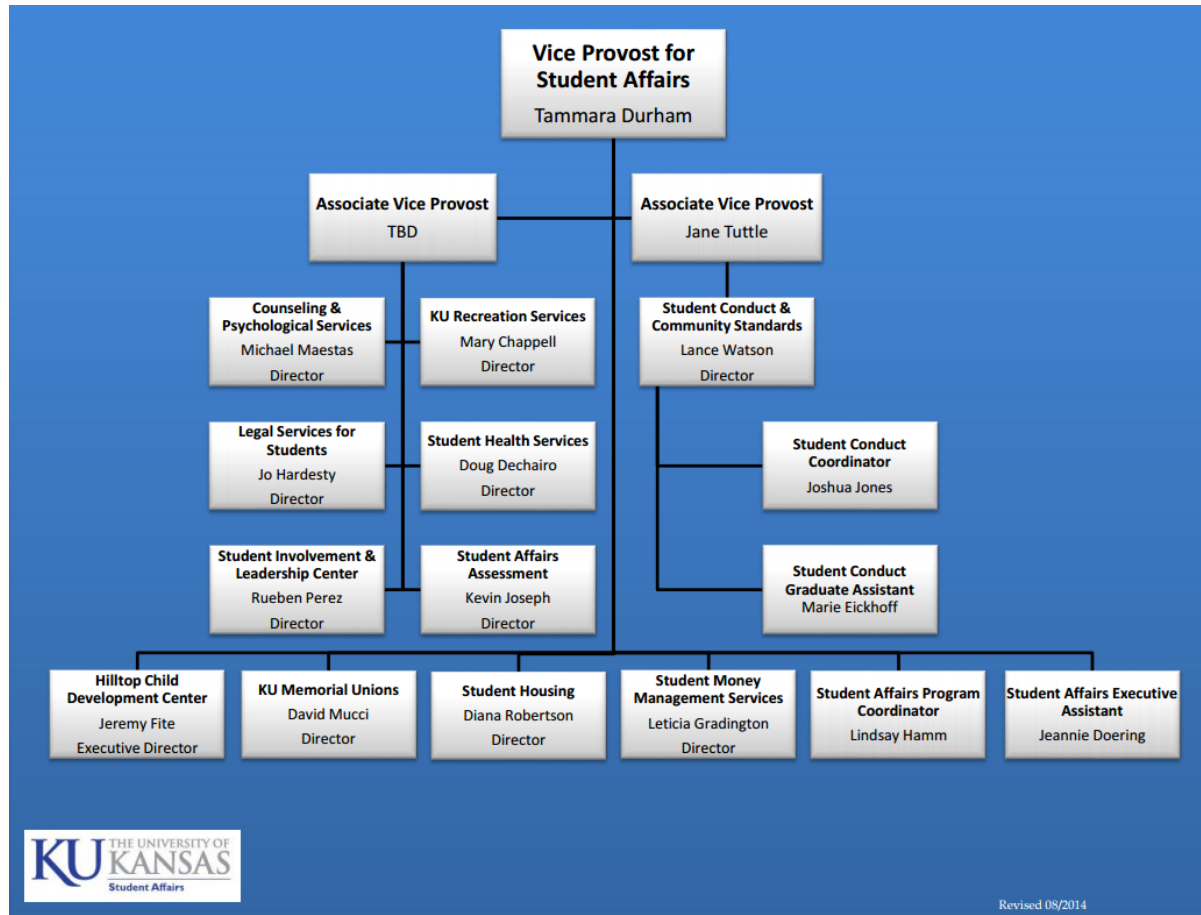 Vice Provost for
Student Affairs
Tammara Durham
Associate Vice Provost
TBD
Associate Vice Provost
Jane Tuttle
Counseling &
Psychological Services
Michael Maestas
Director
KU Recreation Services
Mary Chappell
Director
Student Conduct &
Community Standards
Lance Watson
Director
Legal Services for
Students
Jo Hardesty
Director
Student Health Services
Doug Dechairo
Director
Student Conduct
Coordinator
Joshua Jones
Student Involvement &
Leadership Center
Rueben Perez
Director
Student Affairs
Assessment
Kevin Joseph
Director
Student Conduct
Graduate Assistant
Marie Eickhoff
Hilltop Child
Development Center
Jeremy Fite
Executive Director
KU Memorial Unions
David Mucci
Director
Student Housing
Diana Robertson
Director
Student Money
Management Services
Leticia Gradington
Director
Student Affairs Program
Coordinator
Lindsay Hamm
Student Affairs Executive
Assistant
Jeannie Doering
KU THE UNIVERSITY OF
KANSAS
Student Affairs
Revised 08/2014